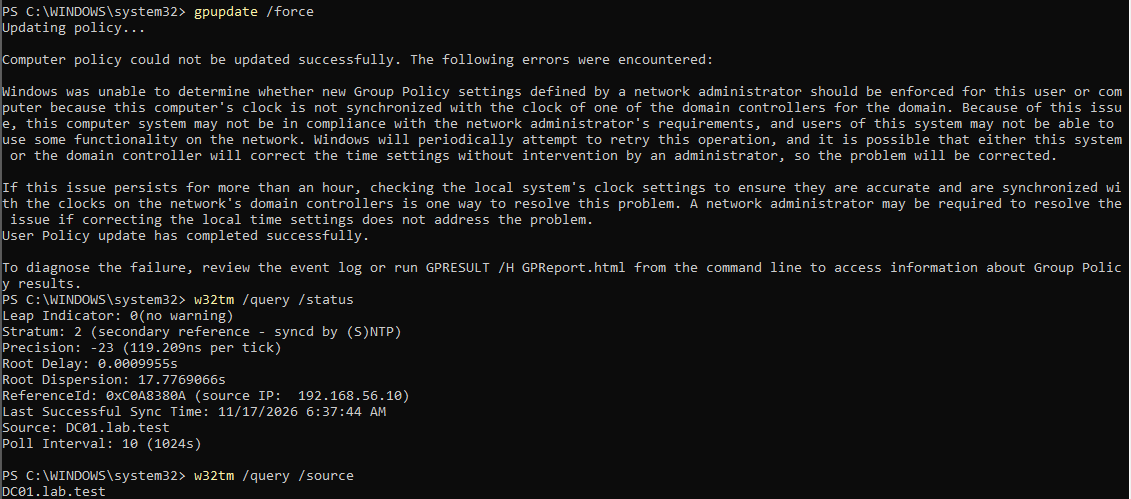 PS C:\WINDOWS\system32> gpupdate /force
Updating policy...
Computer policy could not be updated successfully. The following errors were encountered:
Windows was unable to determine whether new Group Policy settings defined by a network administrator should be enforced for this user or com
puter because this computer's clock is not synchronized with the clock of one of the domain controllers for the domain. Because of this issu
e, this computer system may not be in compliance with the network administrator's requirements, and users of this system may not be able to
use some functionality on the network. Windows will periodically attempt to retry this operation, and it is possible that either this system
 or the domain controller will correct the time settings without intervention by an administrator, so the problem will be corrected.
If this issue persists for more than an hour, checking the local system's clock settings to ensure they are accurate and are synchronized wi
th the clocks on the network's domain controllers is one way to resolve this problem. A network administrator may be required to resolve the
 issue if correcting the local time settings does not address the problem.
User Policy update has completed successfully.
To diagnose the failure, review the event log or run GPRESULT /H GPReport.html from the command line to access information about Group Polic
y results.
PS C:\WINDOWS\system32> w32tm /query /status
Leap Indicator: 0(no warning)
Stratum: 2 (secondary reference - syncd by (S)NTP)
Precision: -23 (119.209ns per tick)
Root Delay: 0.0009955s
Root Dispersion: 17.7769066s
ReferenceId: 0xC0A8380A (source IP:  192.168.56.10)
Last Successful Sync Time: 11/17/2026 6:37:44 AM
Source: DC01.lab.test
Poll Interval: 10 (1024s)
PS C:\WINDOWS\system32> w32tm /query /source
DC01.lab.test